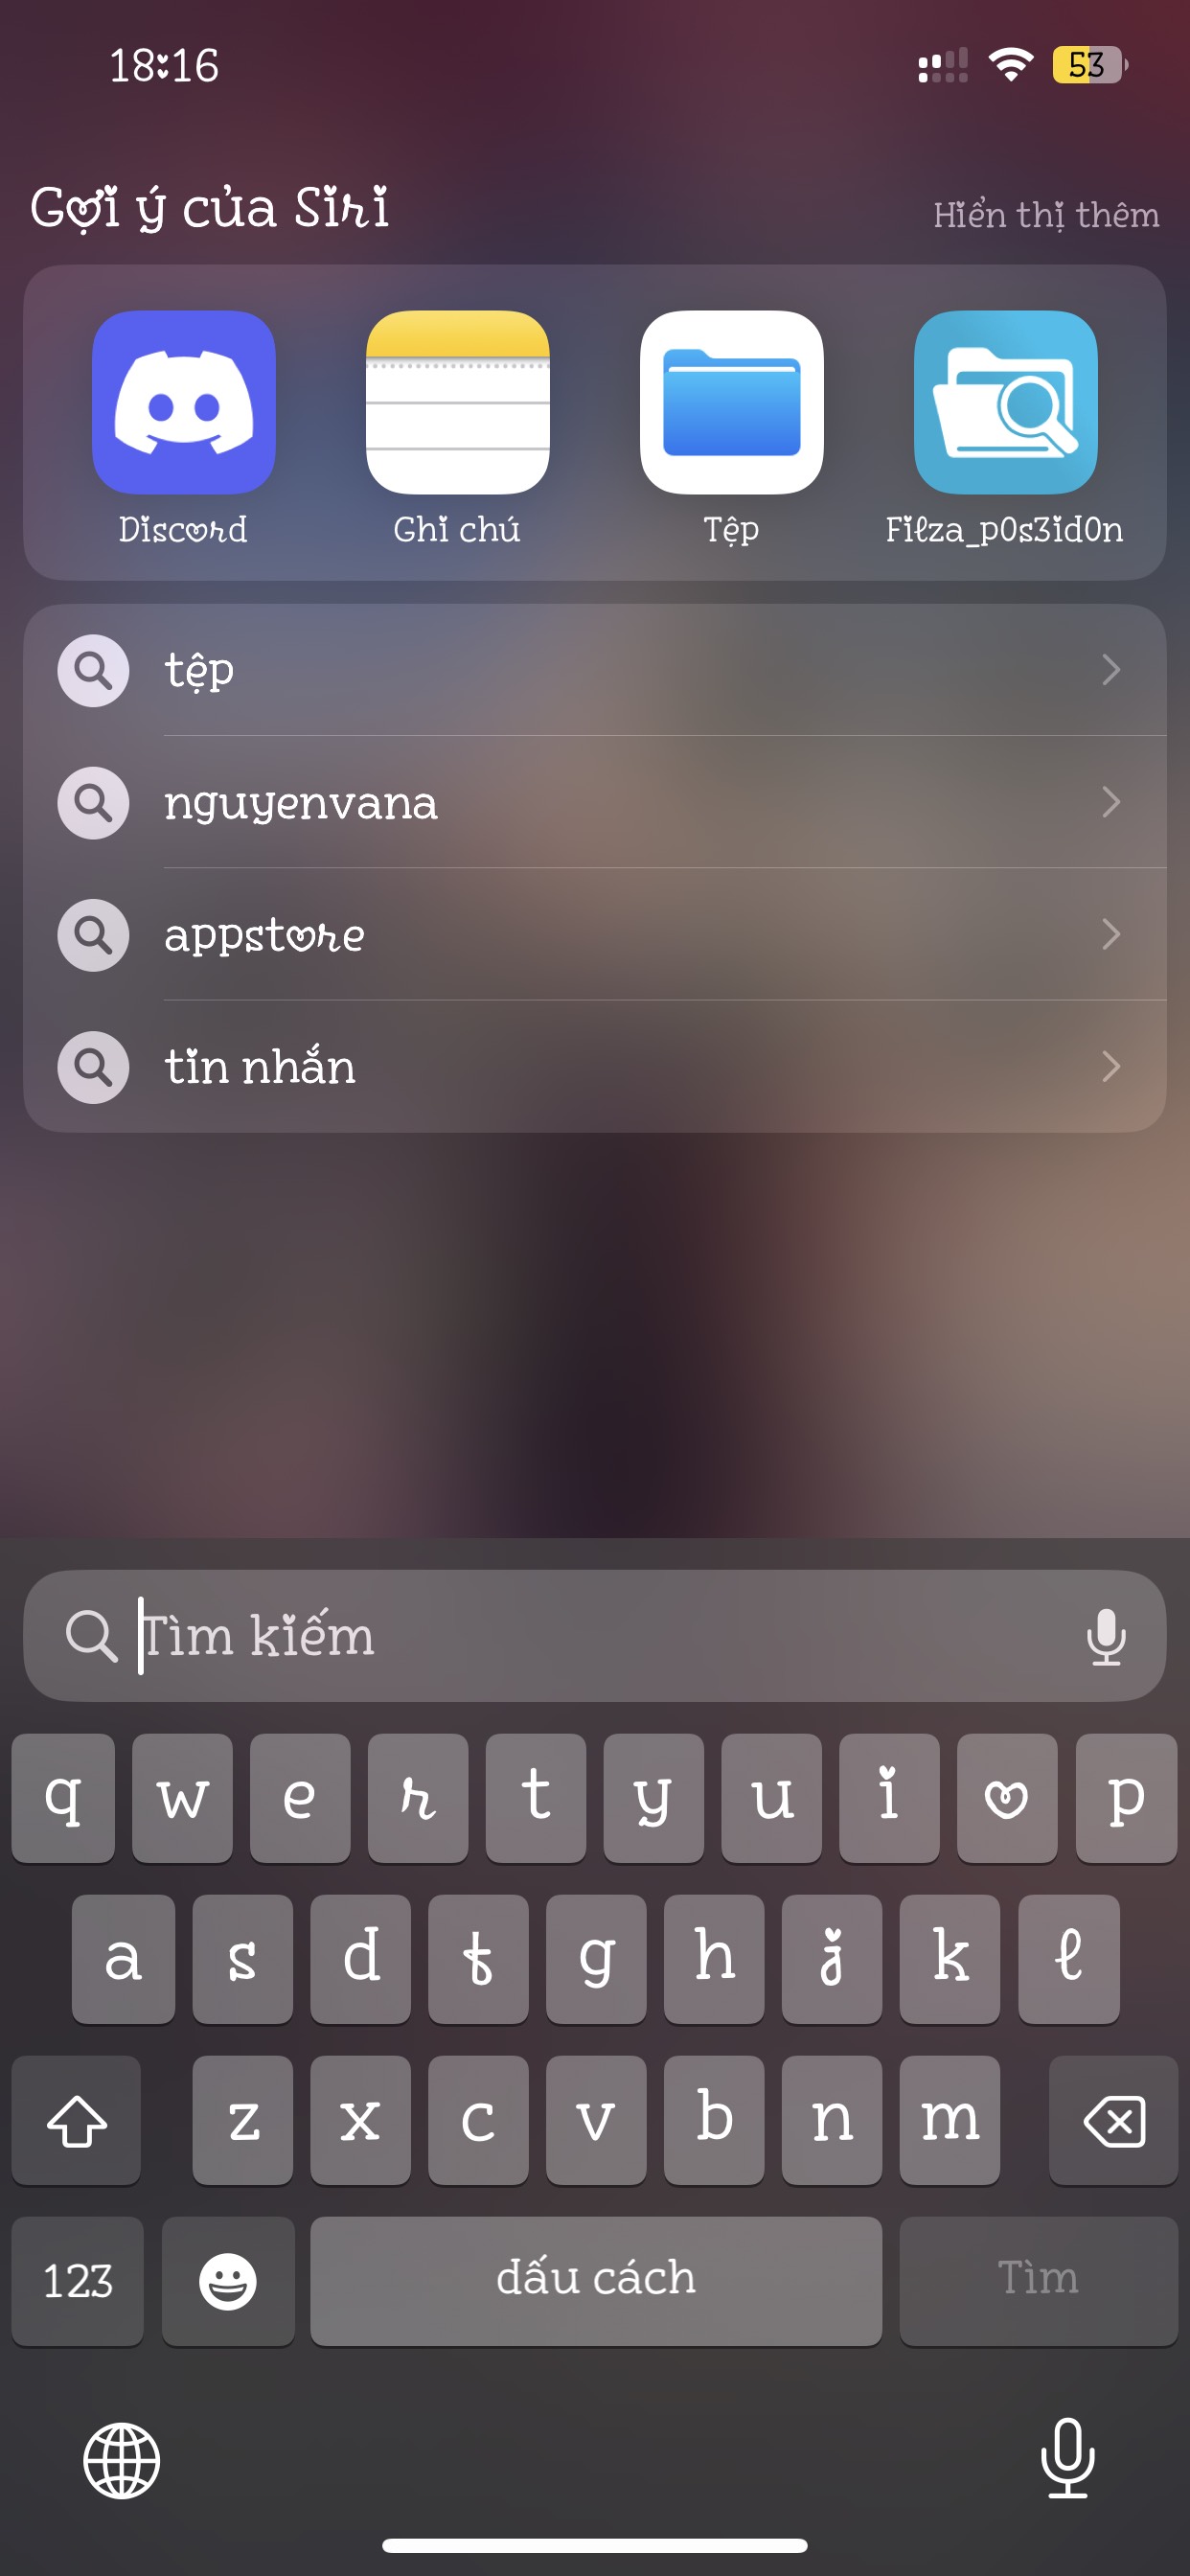 18:16
53
Gợi ý của Siri
Hiển thị thêm
Discord
Ghi chú
Tệp
Filza_p0s3id0n
tệp
nguyenvana
appstore
tin nhắn
Tìm kiếm
q w e r t y u i o p
a s d f g h j k l
z x c v b n m
123
dấu cách
Tìm